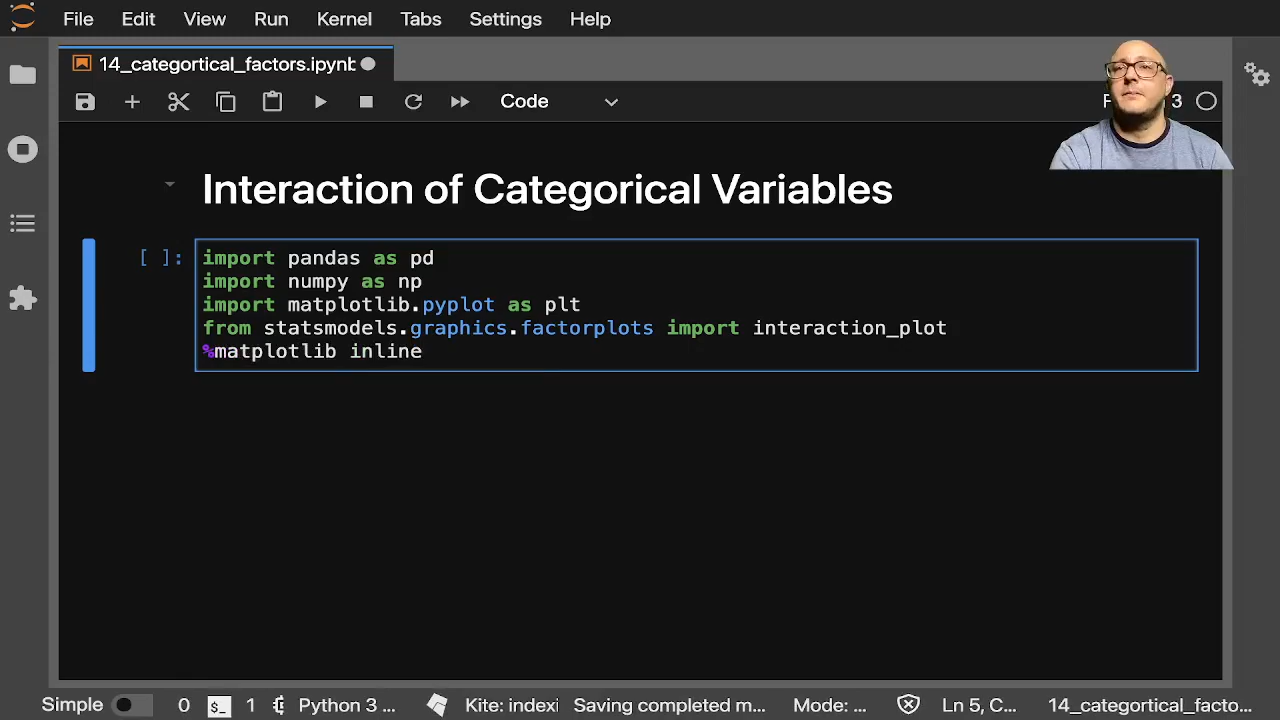 File Edit View Run Kernel Tabs Settings Help
14_categortical_factors.ipynb
Code
3
Interaction of Categorical Variables
[ ]:
import pandas as pd
import numpy as np
import matplotlib.pyplot as plt
from statsmodels.graphics.factorplots import interaction_plot
%matplotlib inline
Simple 0 $_ 1 Python 3 ... Kite: indexi Saving completed m... Mode: ... Ln 5, C... 14_categortical_facto...